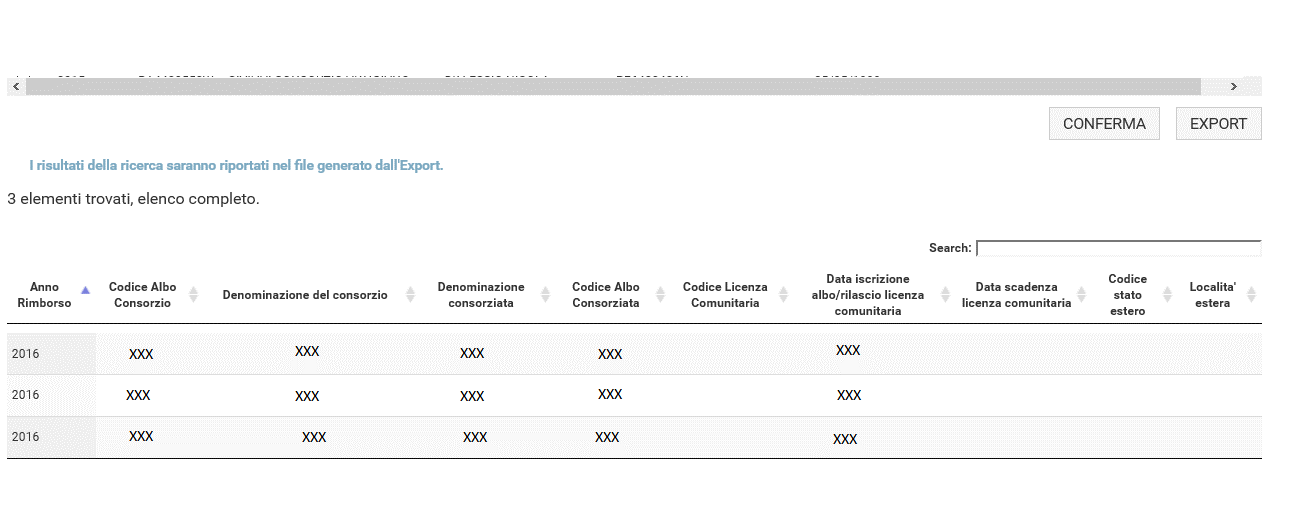 CONFERMA EXPORT
I risultati della ricerca saranno riportati nel file generato dall'Export.
3 elementi trovati, elenco completo.
Search:
Anno Rimborso Codice Albo Consorzio Denominazione del consorzio Denominazione consorziata Codice Albo Consorziata Codice Licenza Comunitaria Data iscrizione albo/rilascio licenza comunitaria Data scadenza licenza comunitaria Codice stato estero Localita' estera
2016 XXX XXX XXX XXX XXX
2016 XXX XXX XXX XXX XXX
2016 XXX XXX XXX XXX XXX